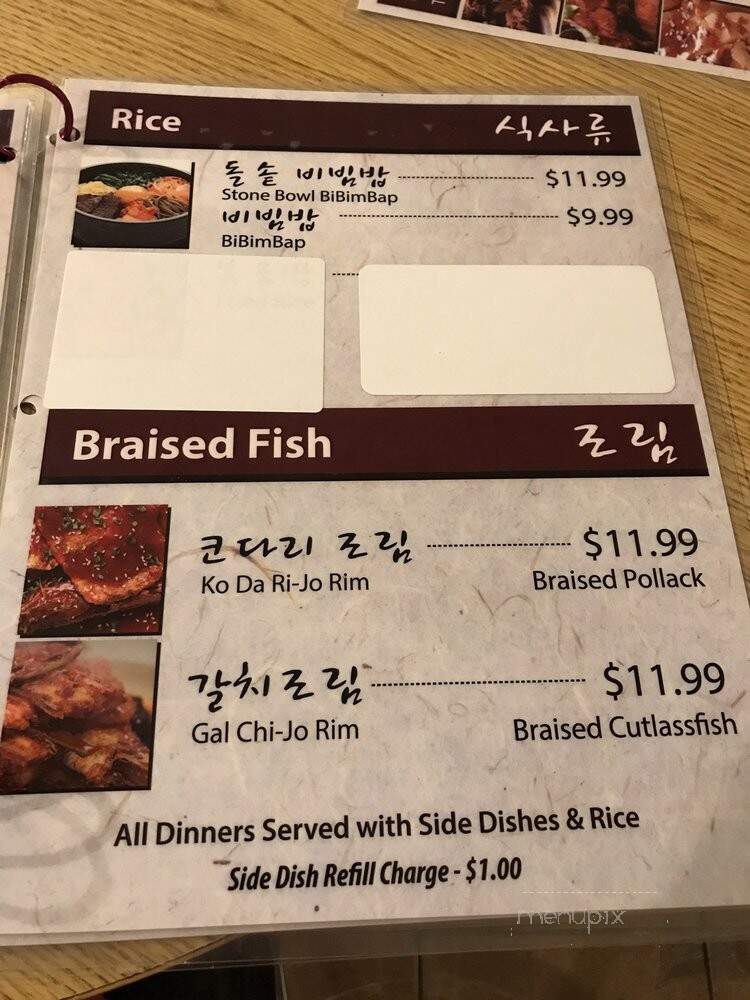 Rice 식사류
돌솥 비빔밥 $11.99
Stone Bowl BiBimBap
비빔밥 $9.99
BiBimBap
Braised Fish 조림
코다리 조림 $11.99
Ko Da Ri-Jo Rim Braised Pollack
갈치조림 $11.99
Gal Chi-Jo Rim Braised Cutlassfish
All Dinners Served with Side Dishes & Rice
Side Dish Refill Charge - $1.00
menupix